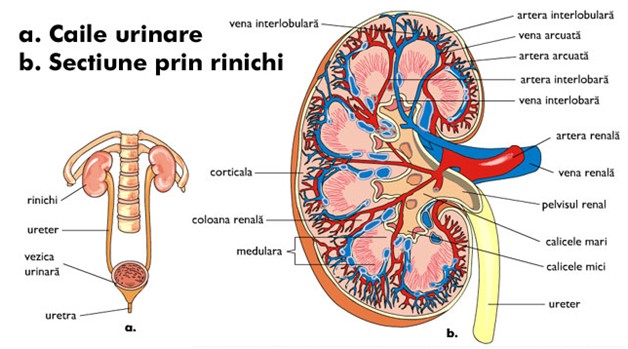 a. Caile urinare
b. Sectiune prin rinichi
rinichi
ureter
vezica
urinară
uretra
a.
vena interlobulară
corticala
coloana renală
medulara
artera interlobulară
vena arcuată
artera arcuată
artera interlobară
vena interlobară
artera renală
vena renală
pelvisul renal
calicele mari
calicele mici
ureter
b.